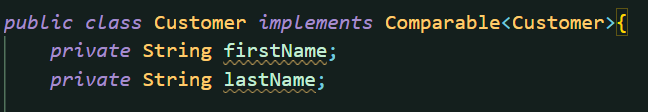 public class Customer implements Comparable<Customer>{
private String firstName;
private String lastName;